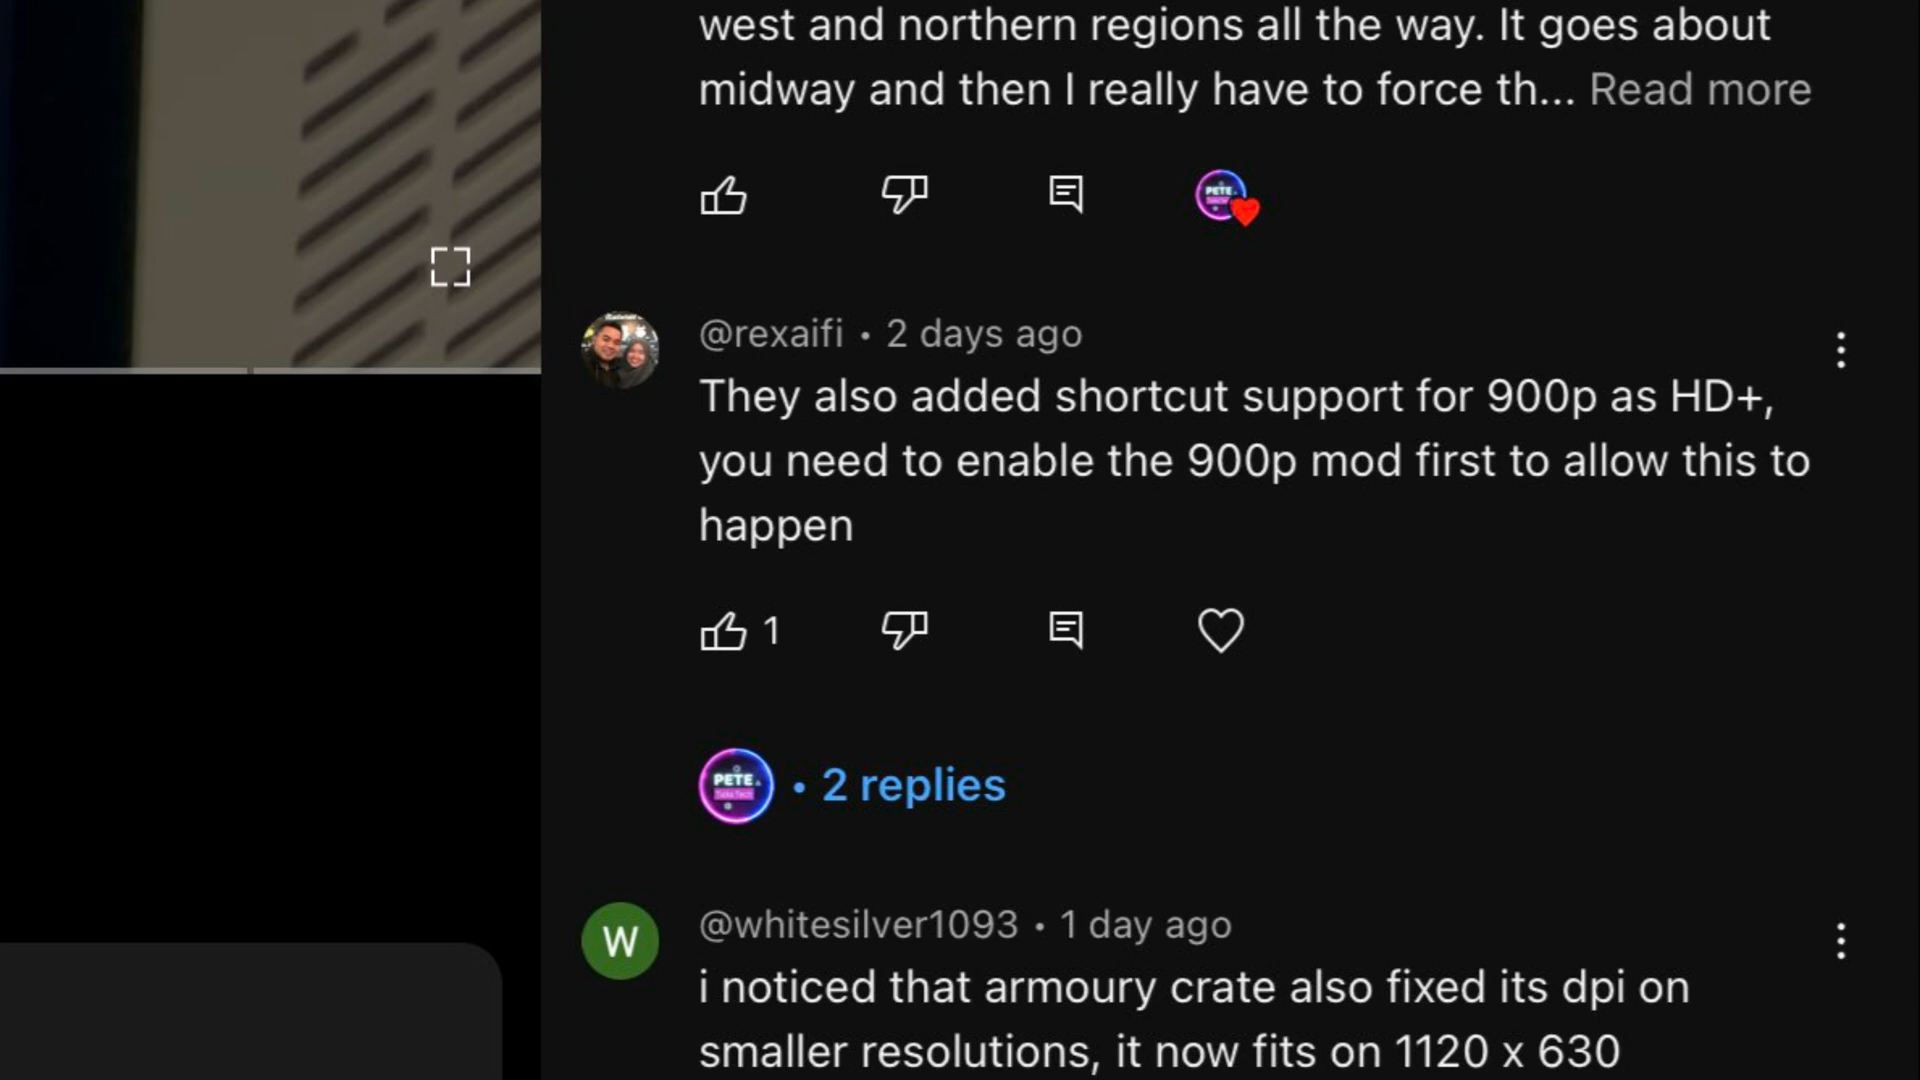 west and northern regions all the way. It goes about
midway and then I really have to force th... Read more
PETE
@rexaifi • 2 days ago
They also added shortcut support for 900p as HD+,
you need to enable the 900p mod first to allow this to
happen
1
PETE
• 2 replies
W
@whitesilver1093 • 1 day ago
i noticed that armoury crate also fixed its dpi on
smaller resolutions, it now fits on 1120 x 630